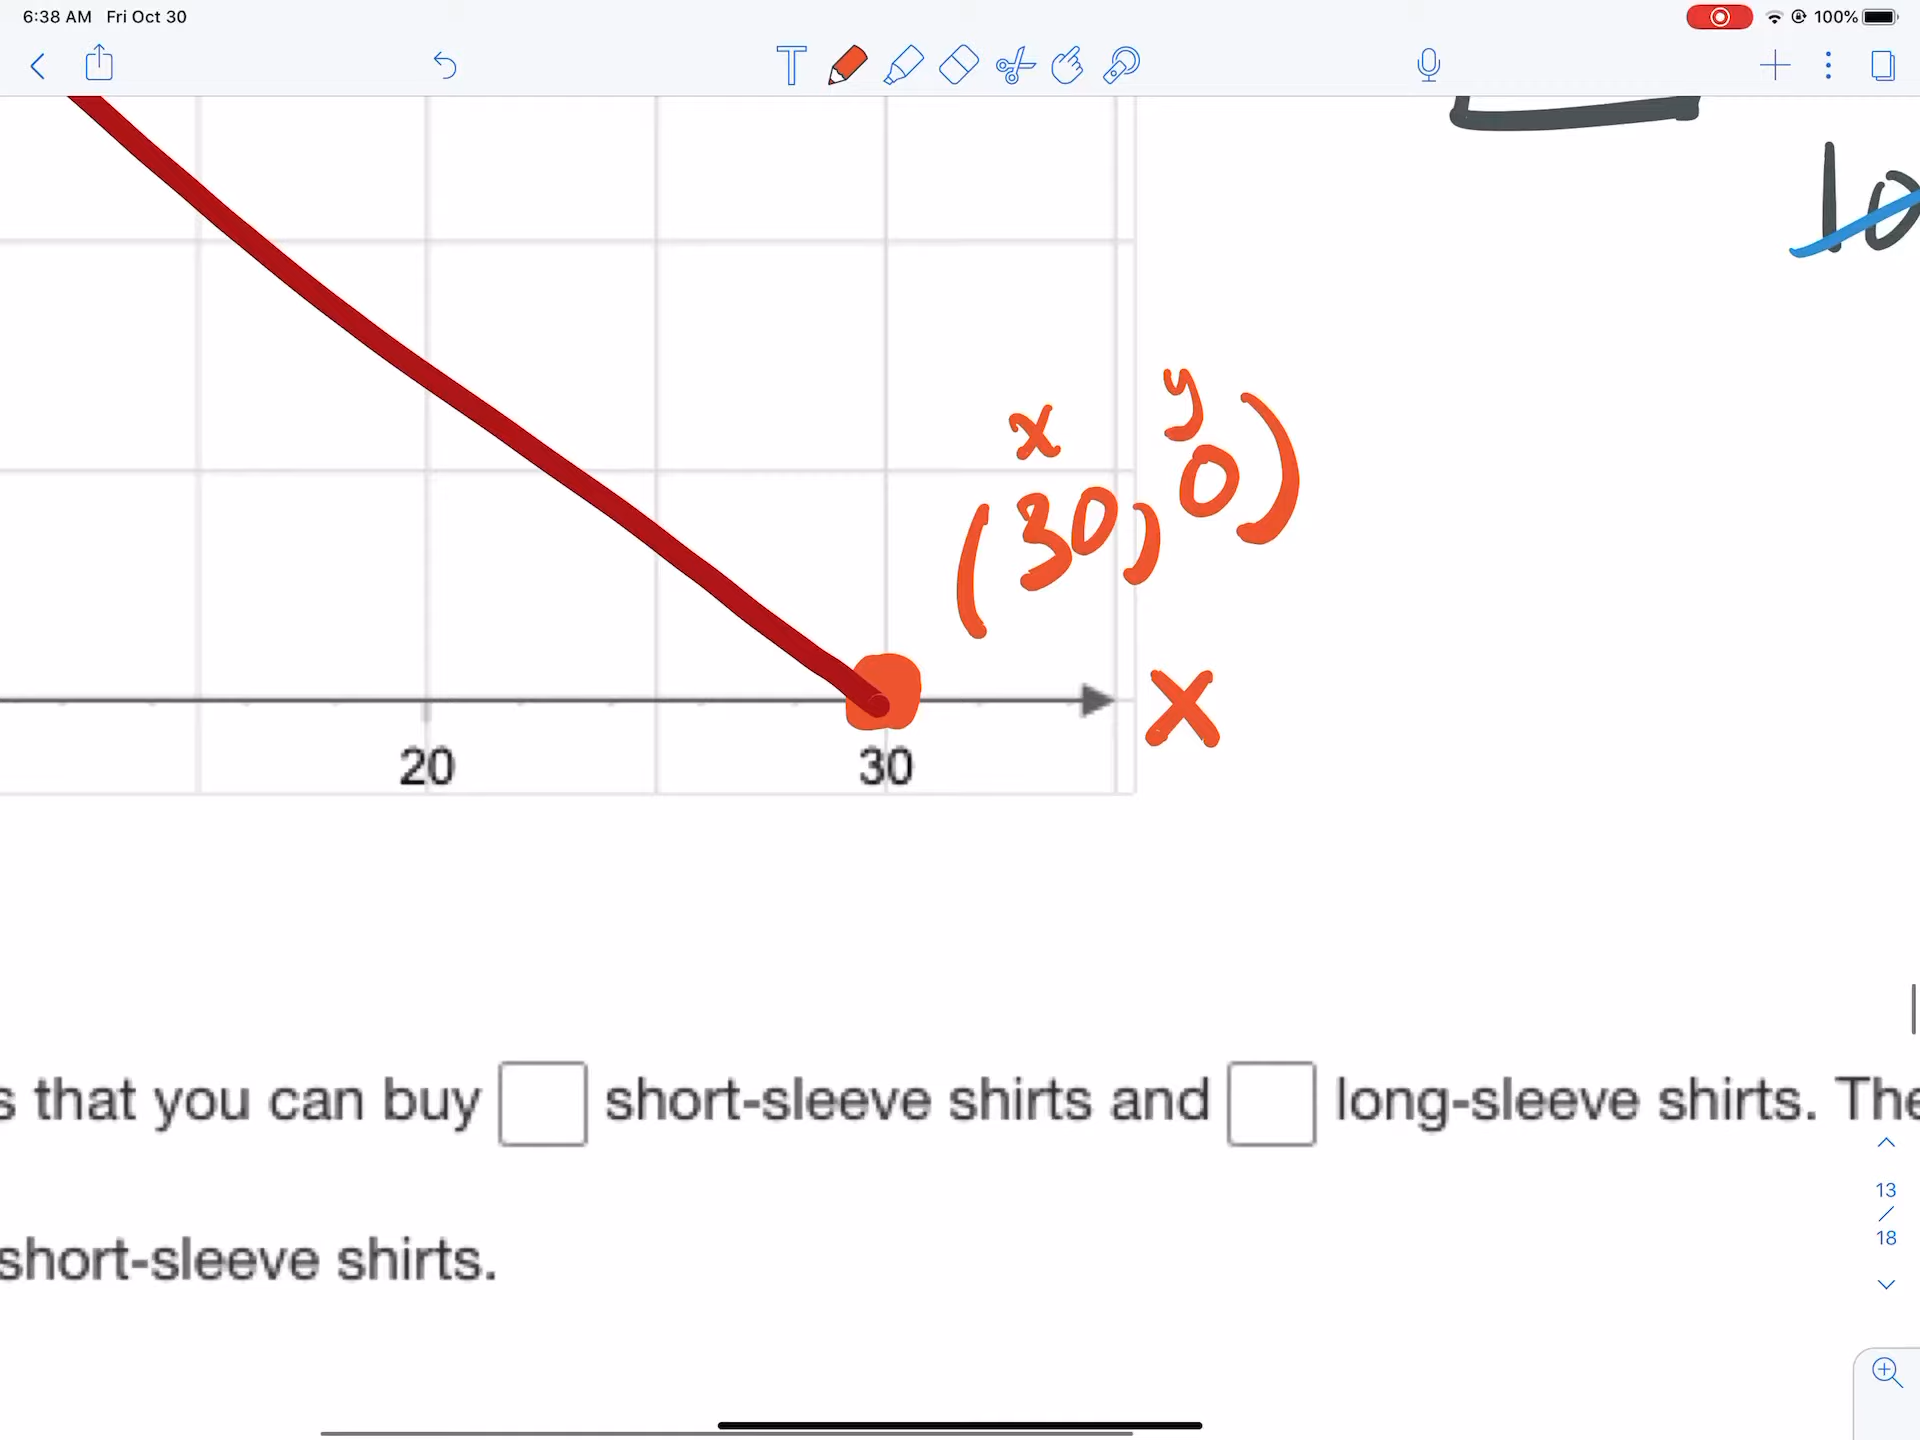 6:38 AM Fri Oct 30
100%
T
10
x y
(30, 0)
X
20 30
that you can buy short-sleeve shirts and long-sleeve shirts.
13
/
18
short-sleeve shirts.